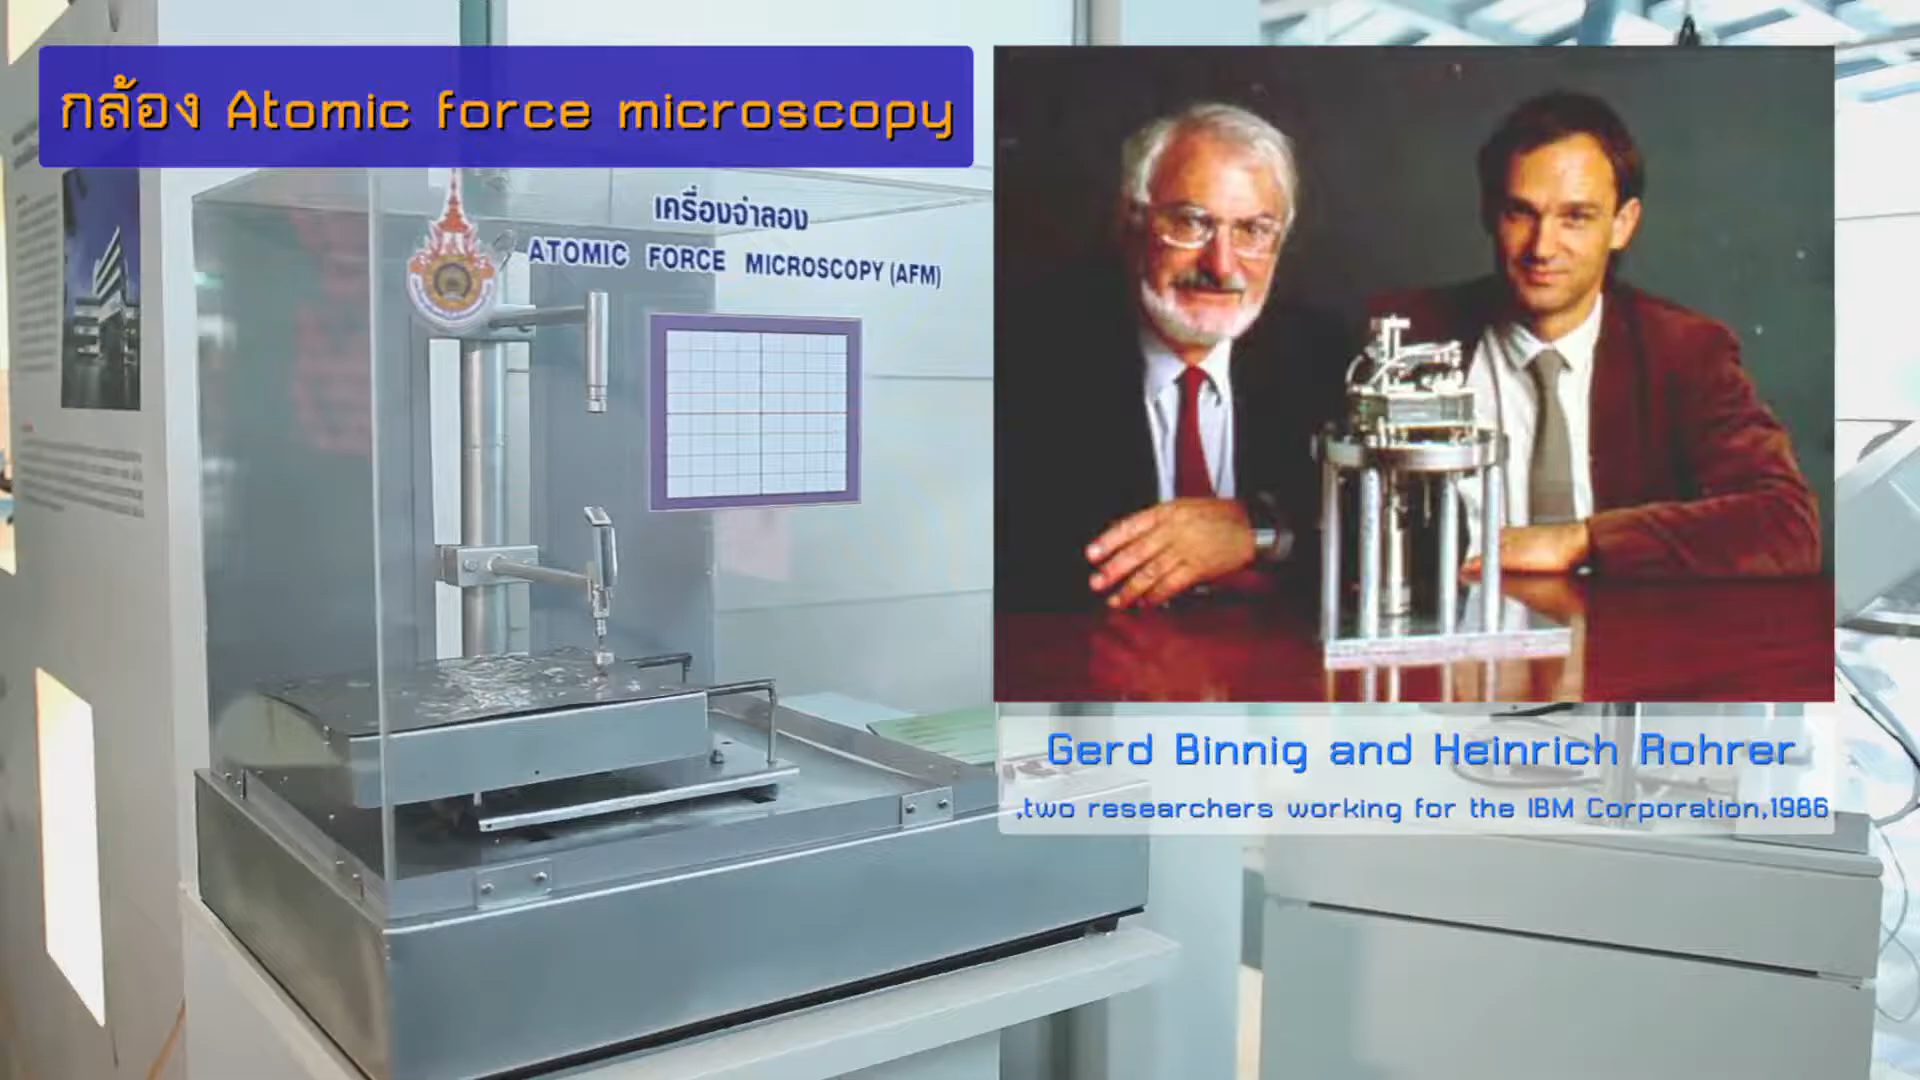 กล้อง Atomic force microscopy
เครื่องจำลอง
ATOMIC FORCE MICROSCOPY (AFM)
Gerd Binnig and Heinrich Rohrer
,two researchers working for the IBM Corporation,1986